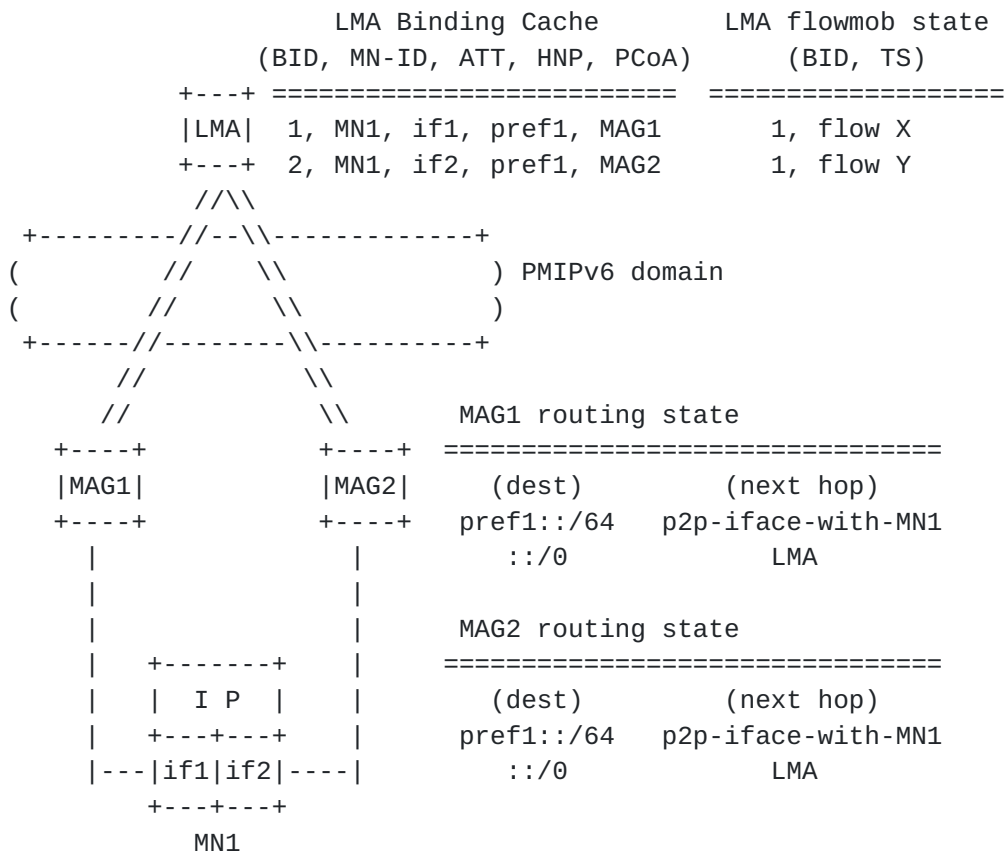 LMA Binding Cache        LMA flowmob state
                (BID, MN-ID, ATT, HNP, PCoA)      (BID, TS)
           +---+ ==========================  ===================
           |LMA|  1, MN1, if1, pref1, MAG1       1, flow X
           +---+  2, MN1, if2, pref1, MAG2       1, flow Y
            //\\
 +---------//--\\-------------+
(         //    \\             ) PMIPv6 domain
(        //      \\            )
 +------//--------\\----------+
       //          \\
      //            \\       MAG1 routing state
   +----+           +----+  ================================
   |MAG1|           |MAG2|     (dest)         (next hop)
   +----+           +----+   pref1::/64   p2p-iface-with-MN1
     |                |         ::/0             LMA
     |                |
     |                |      MAG2 routing state
     |   +-------+    |     ================================
     |   |  I P  |    |        (dest)         (next hop)
     |   +---+---+    |      pref1::/64   p2p-iface-with-MN1
     |---|if1|if2|----|         ::/0             LMA
         +---+---+
            MN1